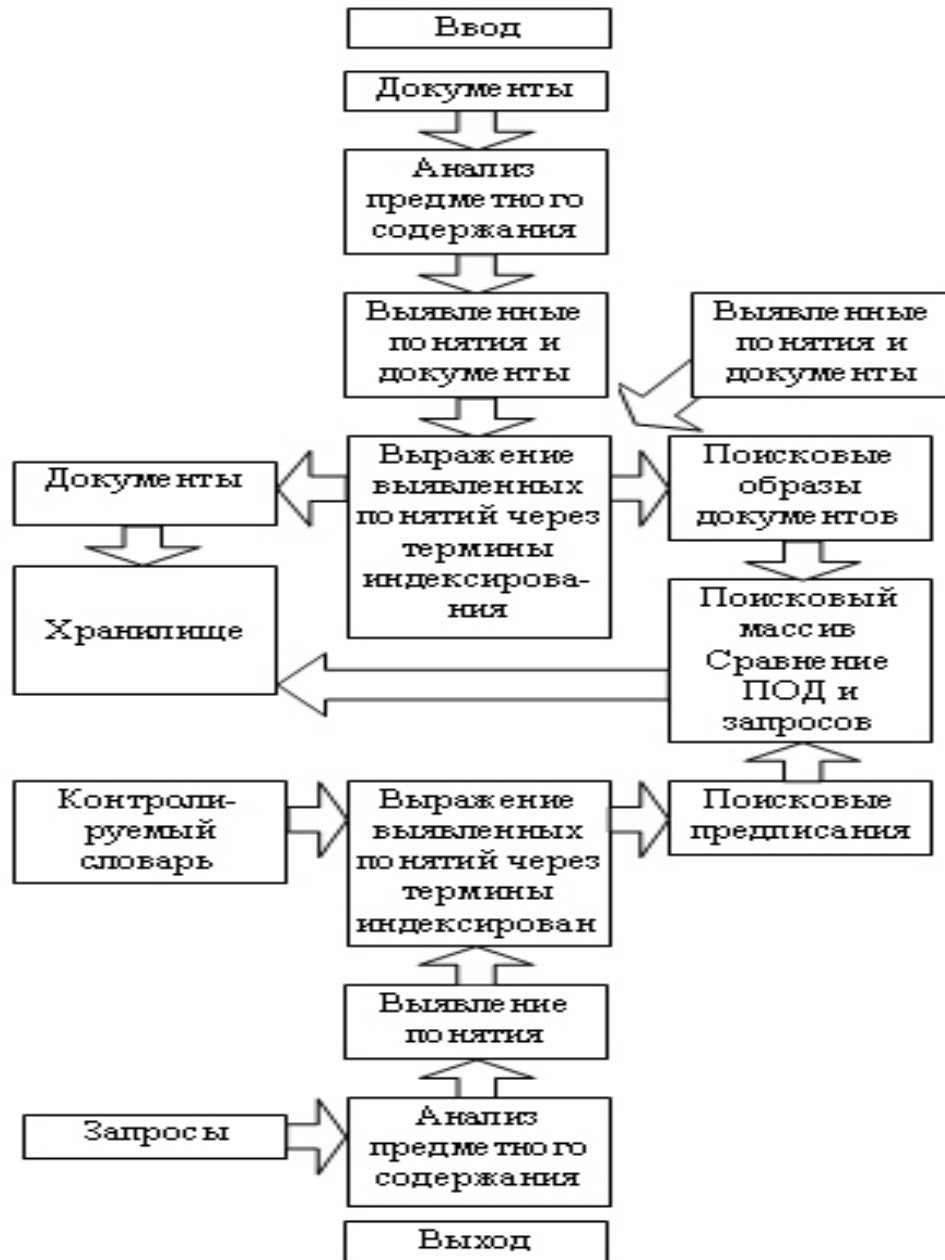 Ввод
Документы
Анализ
предметного
содержания
Выявленные
понятия и
документы
Выявленные
понятия и
документы
Документы
Выражение
выявленных
понятий через
термины
индексирова-
ния
Поисковые
образы
документов
Хранилище
Поисковый
массив
Сравнение
ПОД и
запросов
Контроли-
руемый
словарь
Выражение
выявленных
понятий через
термины
индексирован
Поисковые
предписания
Выявление
понятия
Запросы
Анализ
предметного
содержания
Выход